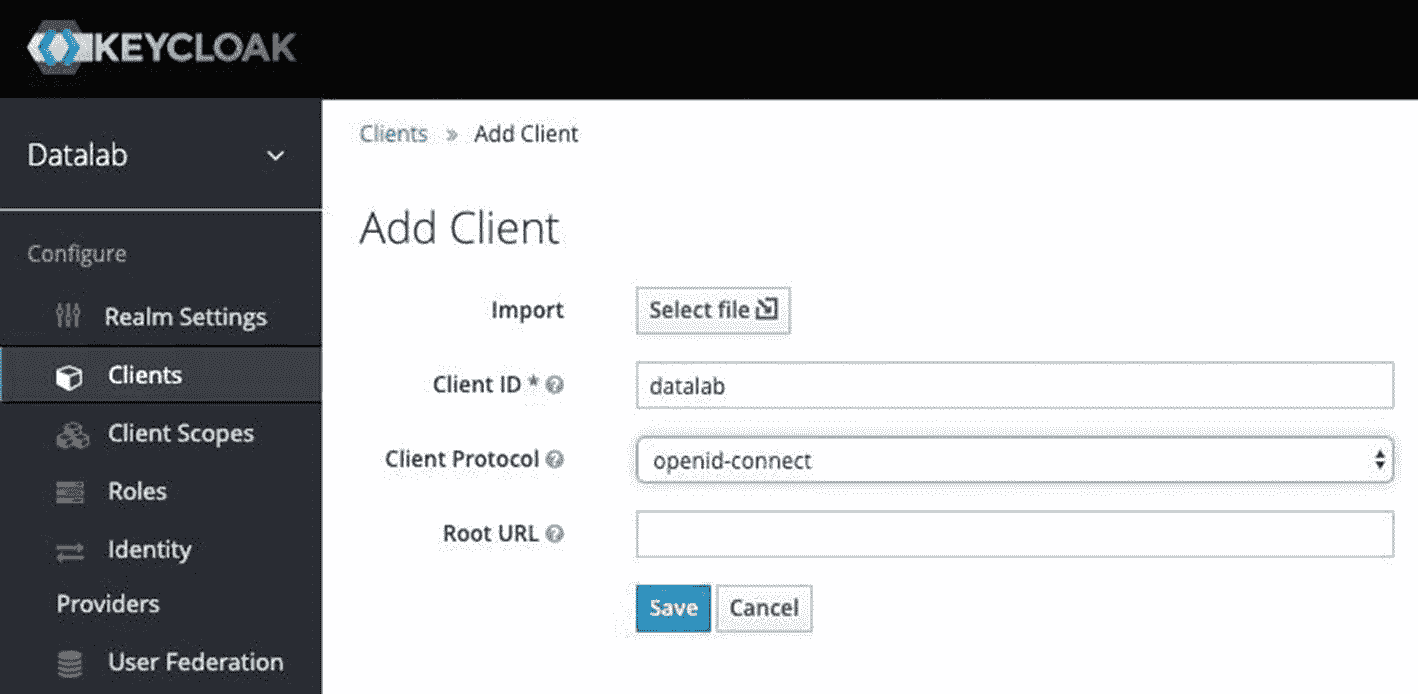 KEYCLOAK
Datalab
Configure
Realm Settings
Clients
Client Scopes
Roles
Identity
Providers
User Federation
Clients » Add Client
Add Client
Import Select file
Client ID * datalab
Client Protocol openid-connect
Root URL
Save Cancel